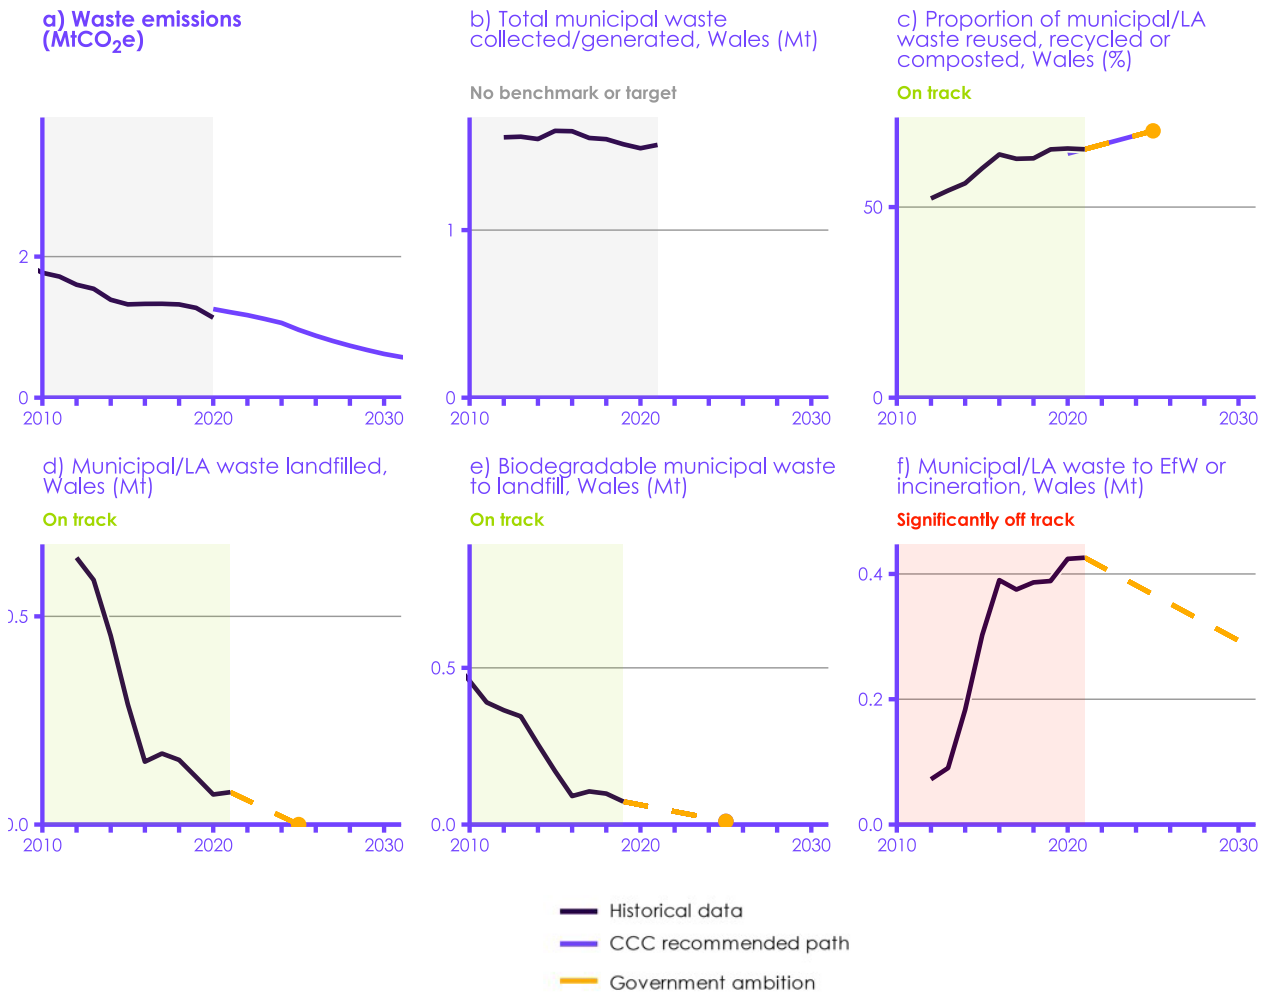 a) Waste emissions
(MtCO₂e)
b) Total municipal waste
collected/generated, Wales (Mt)
c) Proportion of municipal/LA
waste reused, recycled or
composted, Wales (%)
No benchmark or target
On track
2
0
2010
2020
2030
1
0
2010
2020
2030
50
0
2010
2020
2030
d) Municipal/LA waste landfilled,
Wales (Mt)
e) Biodegradable municipal waste
to landfill, Wales (Mt)
f) Municipal/LA waste to EfW or
incineration, Wales (Mt)
On track
On track
Significantly off track
0.5
0.0
2010
2020
2030
0.5
0.0
2010
2020
2030
0.4
0.2
0.0
2010
2020
2030
Historical data
CCC recommended path
Government ambition